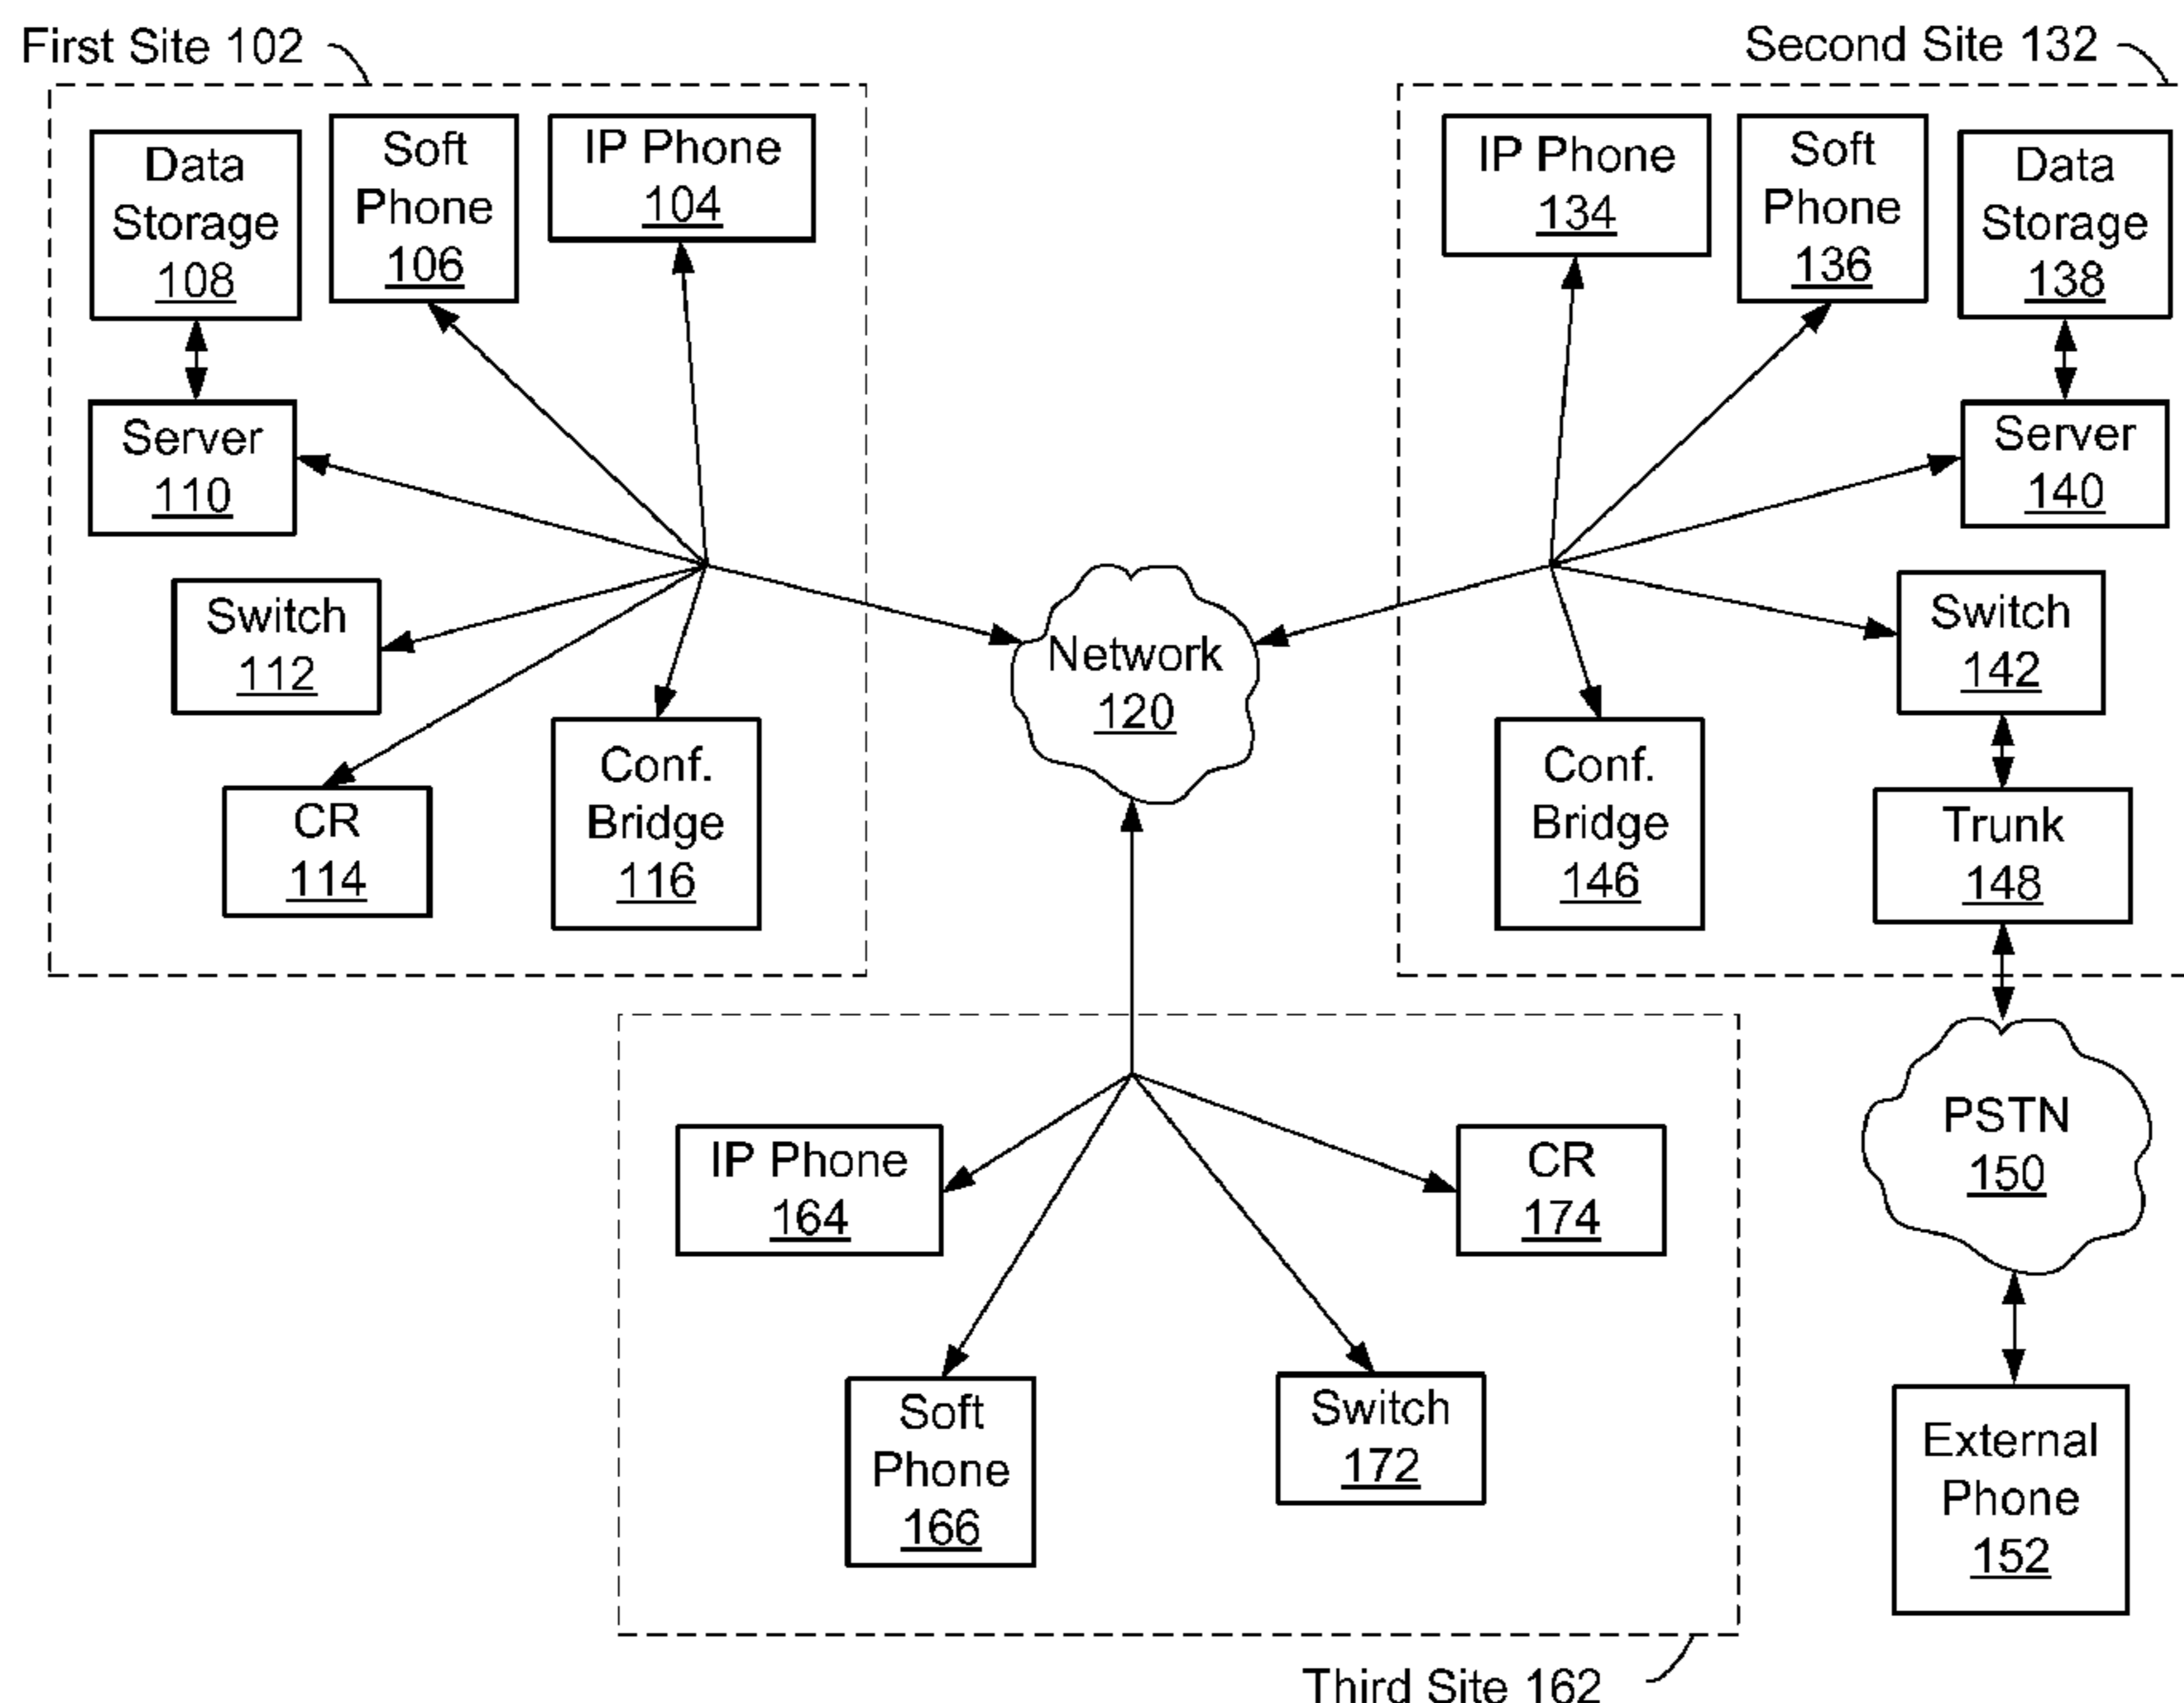 First Site 102
Second Site 132
Data
Storage
108
Soft
Phone
106
IP Phone
104
Server
110
Switch
112
CR
114
Conf.
Bridge
116
Network
120
IP Phone
134
Soft
Phone
136
Data
Storage
138
Server
140
Switch
142
Conf.
Bridge
146
Trunk
148
PSTN
150
External
Phone
152
IP Phone
164
CR
174
Soft
Phone
166
Switch
172
Third Site 162